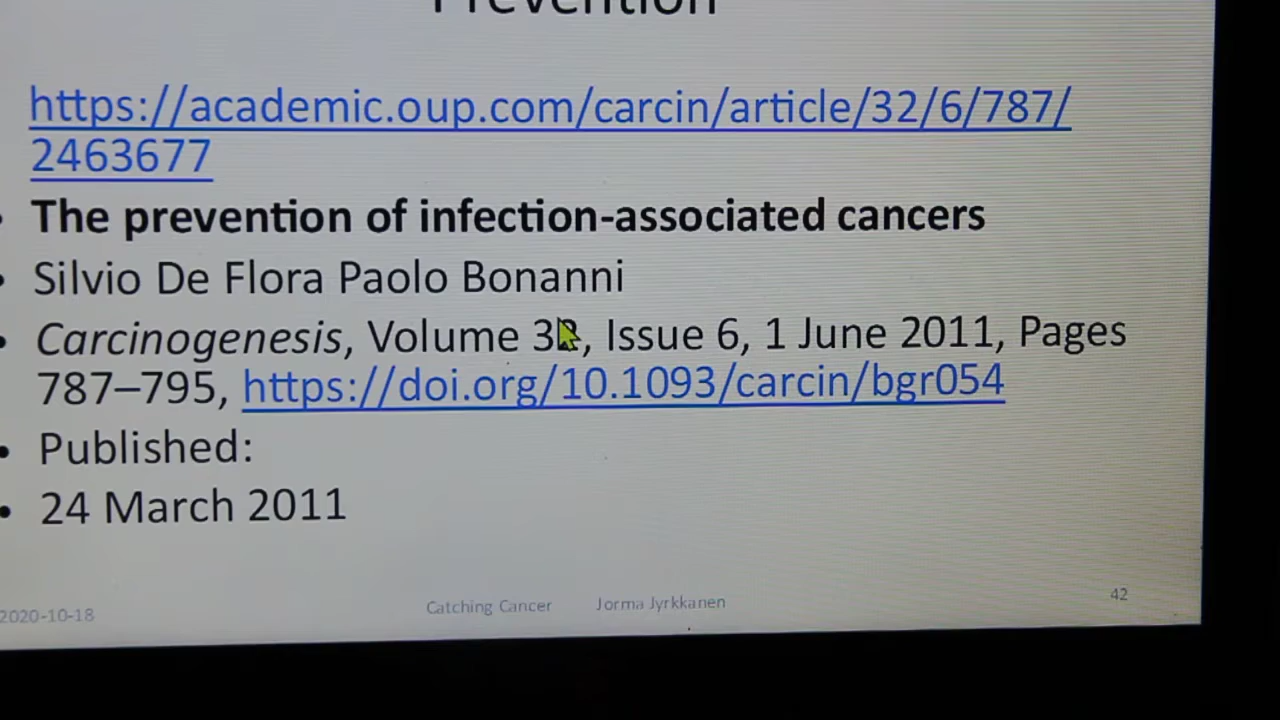 Prevention
https://academic.oup.com/carcin/article/32/6/787/
2463677
• The prevention of infection-associated cancers
• Silvio De Flora Paolo Bonanni
• Carcinogenesis, Volume 32, Issue 6, 1 June 2011, Pages
787–795, https://doi.org/10.1093/carcin/bgr054
• Published:
• 24 March 2011
2020-10-18 Catching Cancer Jorma Jyrkkanen 42